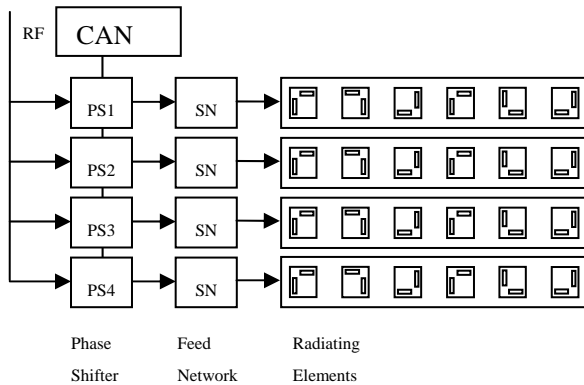 RF CAN
PS1 SN
PS2 SN
PS3 SN
PS4 SN
Phase Feed Radiating
Shifter Network Elements